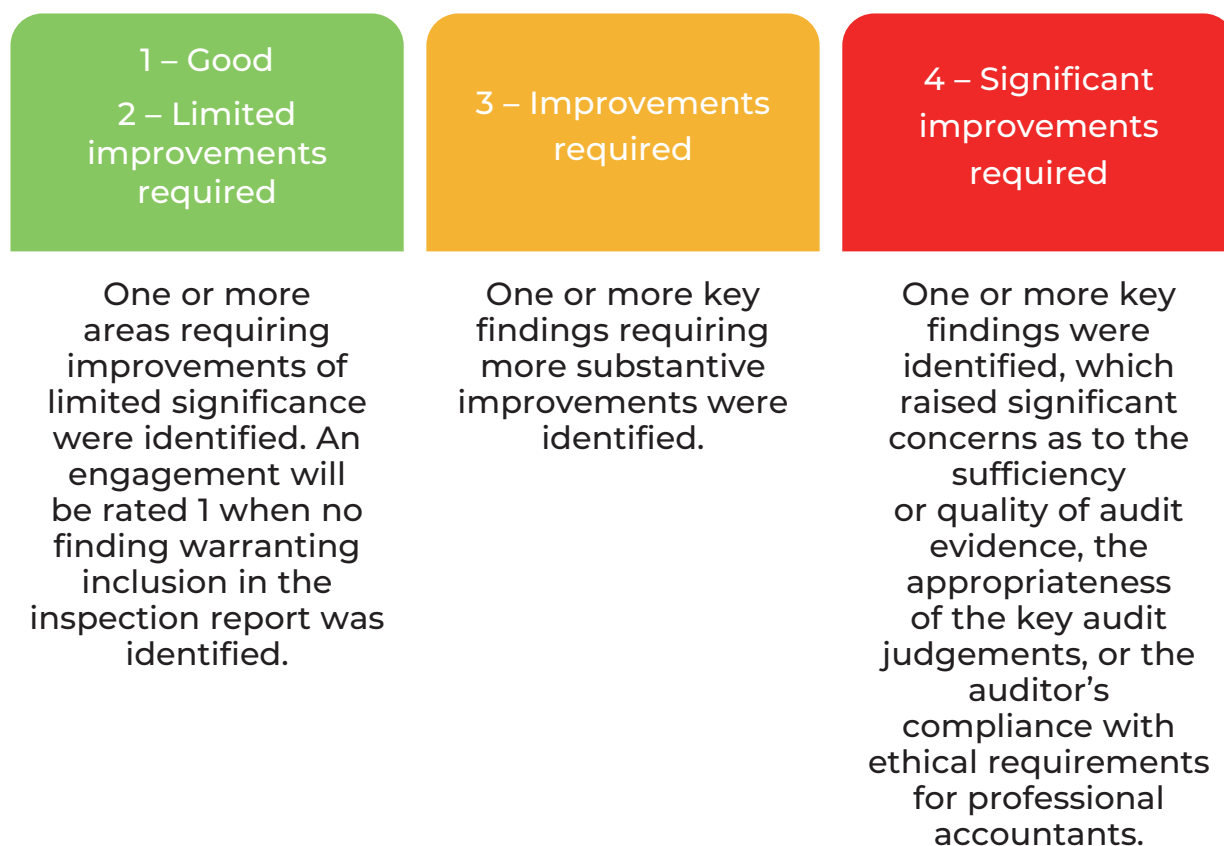 1 – Good
2 – Limited
improvements
required
One or more
areas requiring
improvements of
limited significance
were identified. An
engagement will
be rated 1 when no
finding warranting
inclusion in the
inspection report was
identified.
3 – Improvements
required
One or more key
findings requiring
more substantive
improvements were
identified.
4 – Significant
improvements
required
One or more key
findings were
identified, which
raised significant
concerns as to the
sufficiency
or quality of audit
evidence, the
appropriateness
of the key audit
judgements, or the
auditor’s
compliance with
ethical requirements
for professional
accountants.